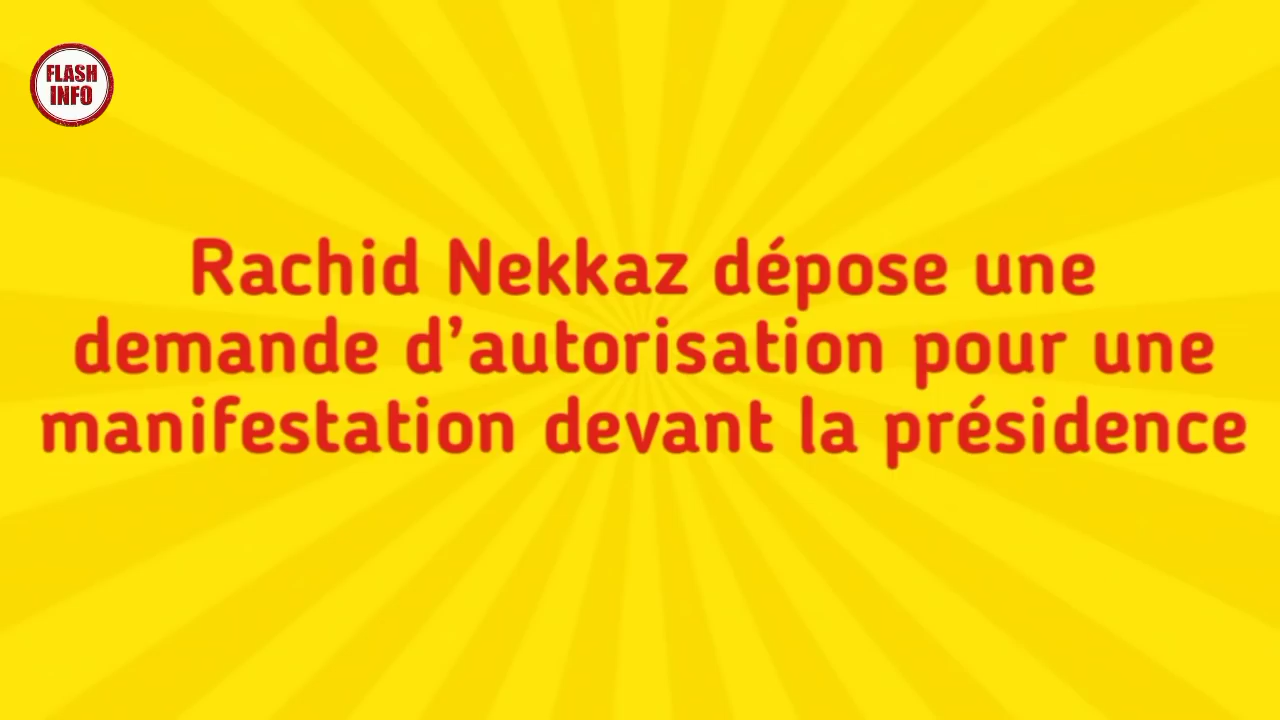 FLASH
INFO
Rachid Nekkaz dépose une
demande d’autorisation pour une
manifestation devant la présidence